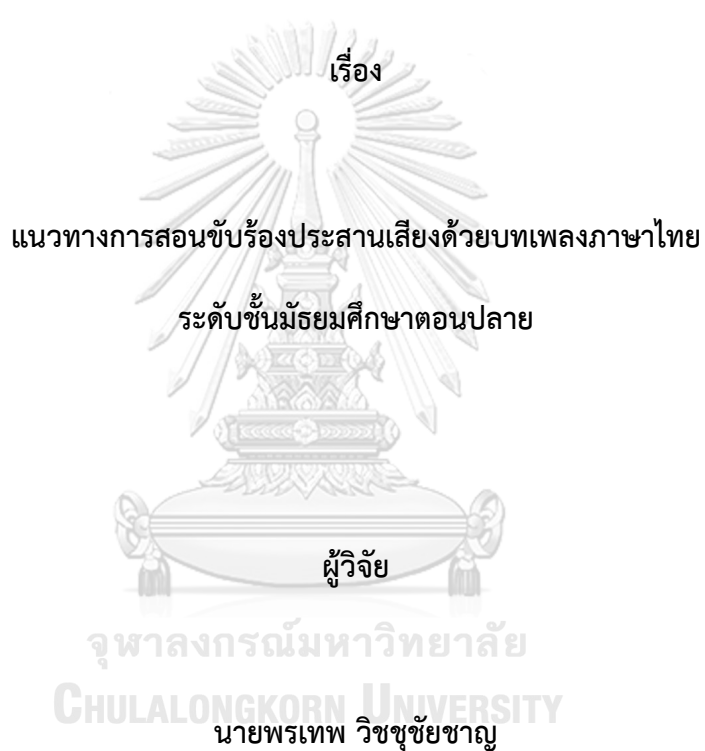 เรื่อง
แนวทางการสอนขับร้องประสานเสียงด้วยบทเพลงภาษาไทย
ระดับชั้นมัธยมศึกษาตอนปลาย
ผู้วิจัย
จุฬาลงกรณ์มหาวิทยาลัย
CHULALONGKORN UNIVERSITY
นายพรเทพ วิชชุชัยชาญ